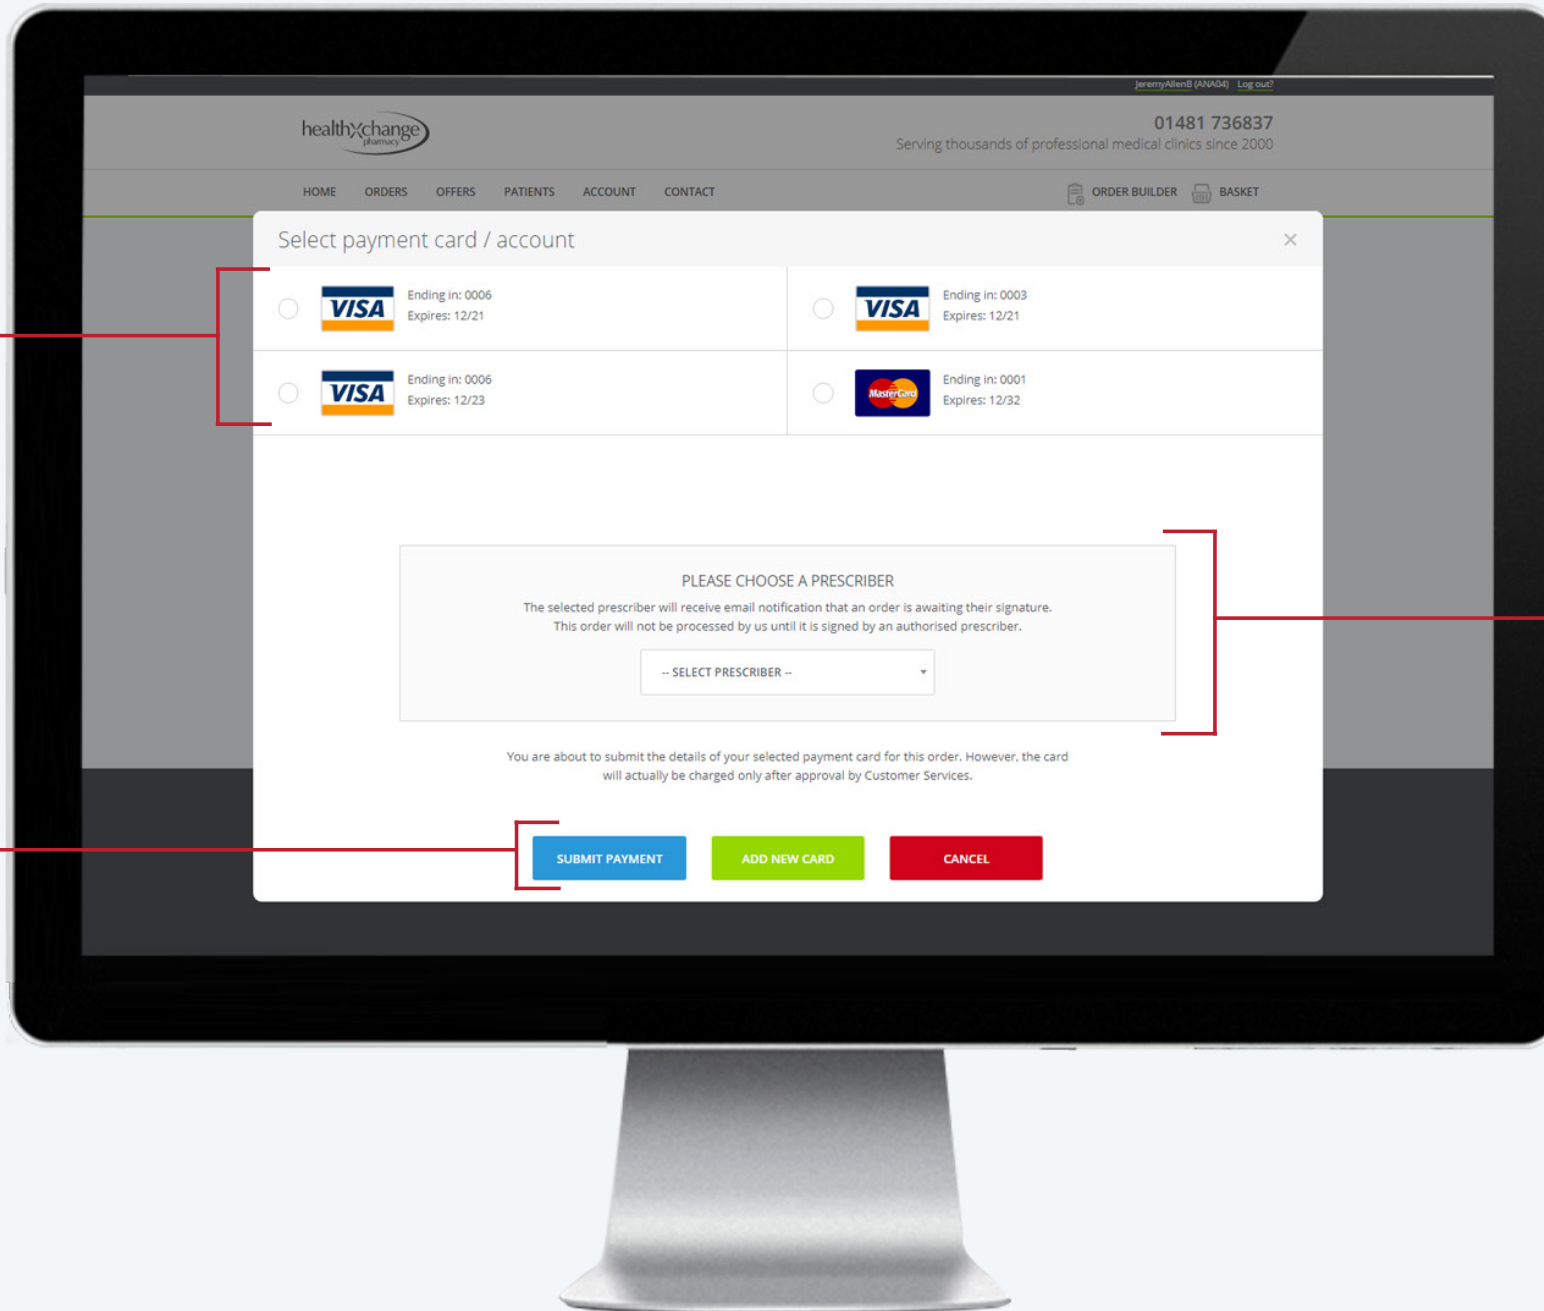 JeremyAllenB (ANA04) Log out?
healthXchange
pharmacy
01481 736837
Serving thousands of professional medical clinics since 2000
HOME ORDERS OFFERS PATIENTS ACCOUNT CONTACT
ORDER BUILDER BASKET
Select payment card / account
VISA Ending in: 0006
Expires: 12/21
VISA Ending in: 0003
Expires: 12/21
VISA Ending in: 0006
Expires: 12/23
MasterCard Ending in: 0001
Expires: 12/32
PLEASE CHOOSE A PRESCRIBER
The selected prescriber will receive email notification that an order is awaiting their signature.
This order will not be processed by us until it is signed by an authorised prescriber.
-- SELECT PRESCRIBER --
You are about to submit the details of your selected payment card for this order. However, the card
will actually be charged only after approval by Customer Services.
SUBMIT PAYMENT ADD NEW CARD CANCEL